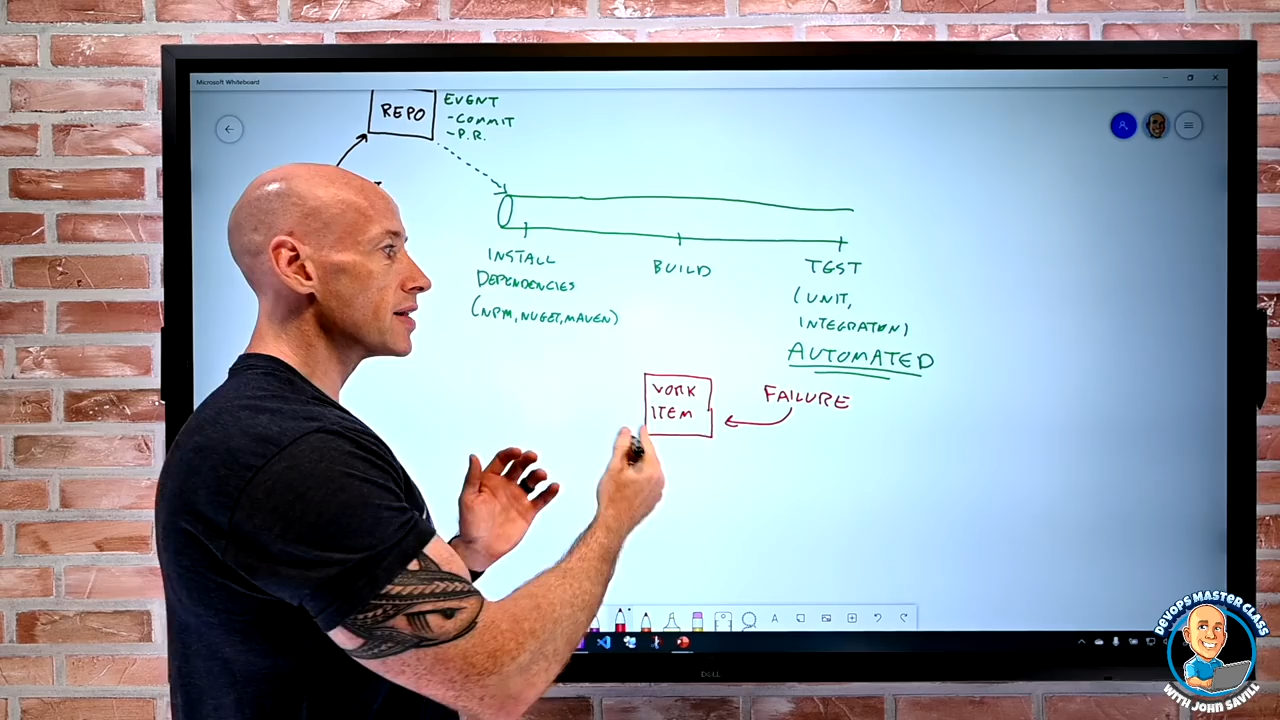 Microsoft Whiteboard
REPO
EVENT
-COMMIT
-P.R.
INSTALL
DEPENDENCIES
(NPM, NUGET, MAVEN)
BUILD
TEST
(UNIT,
INTEGRATION)
AUTOMATED
WORK
ITEM
FAILURE
DELL
DEVOPS MASTER CLASS
WITH JOHN SAVILL